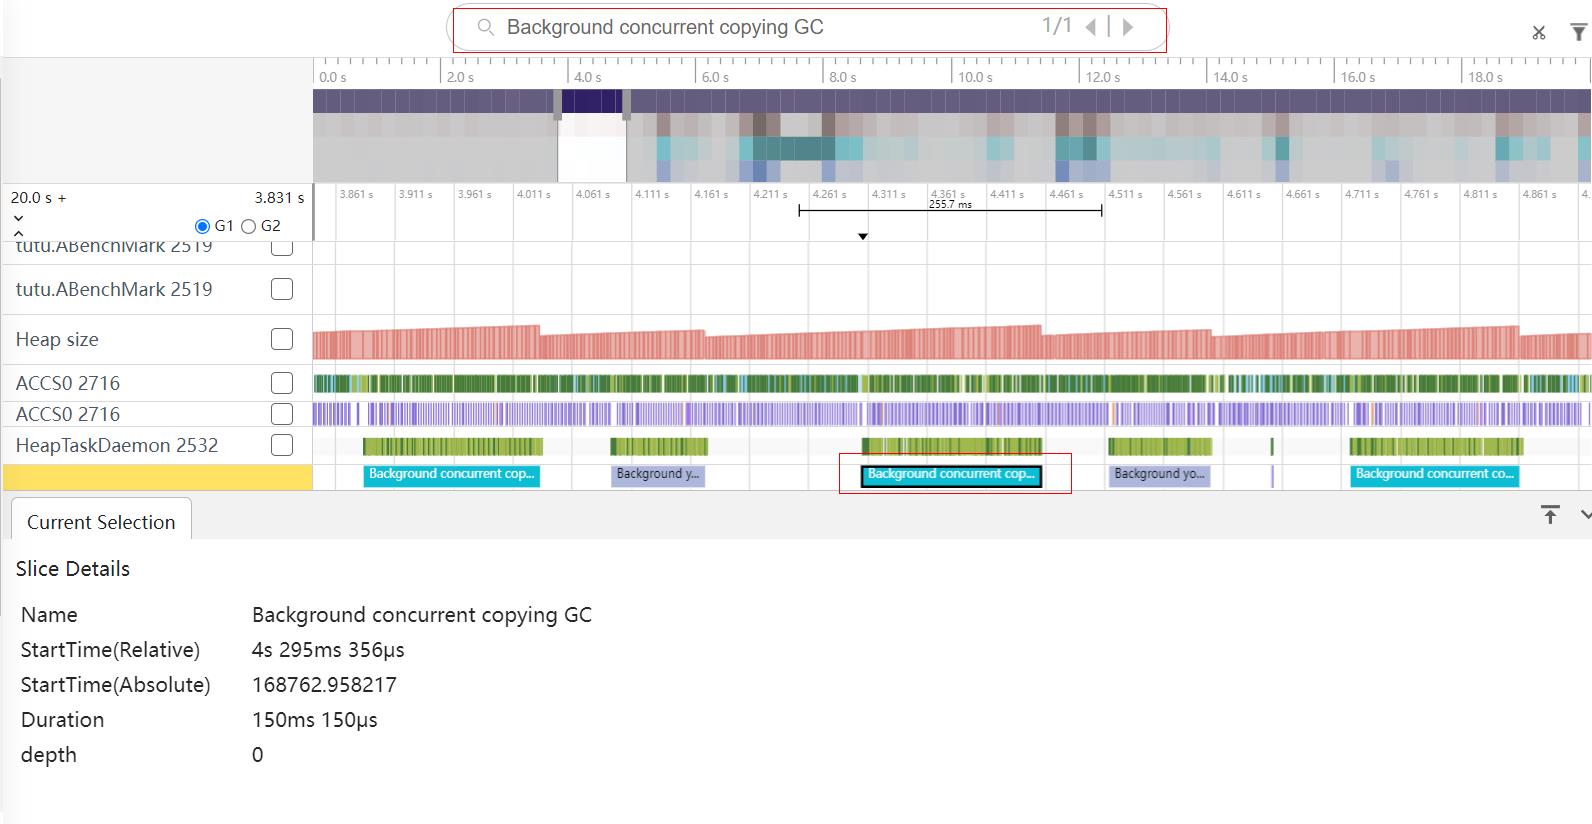 Background concurrent copying GC 1/1
0.0 s 2.0 s 4.0 s 6.0 s 8.0 s 10.0 s 12.0 s 14.0 s 16.0 s 18.0 s
20.0 s + 3.831 s
3.861 s 3.911 s 3.961 s 4.011 s 4.061 s 4.111 s 4.161 s 4.211 s 4.261 s 4.311 s 4.361 s 4.411 s 4.461 s 4.511 s 4.561 s 4.611 s 4.661 s 4.711 s 4.761 s 4.811 s 4.861 s 4.
255.7 ms
G1 G2
tutu.ABenchMark 2519
tutu.ABenchMark 2519
Heap size
ACCS0 2716
ACCS0 2716
HeapTaskDaemon 2532
Background concurrent cop... Background y... Background concurrent cop... Background yo... Background concurrent co...
Current Selection
Slice Details
Name Background concurrent copying GC
StartTime(Relative) 4s 295ms 356μs
StartTime(Absolute) 168762.958217
Duration 150ms 150μs
depth 0